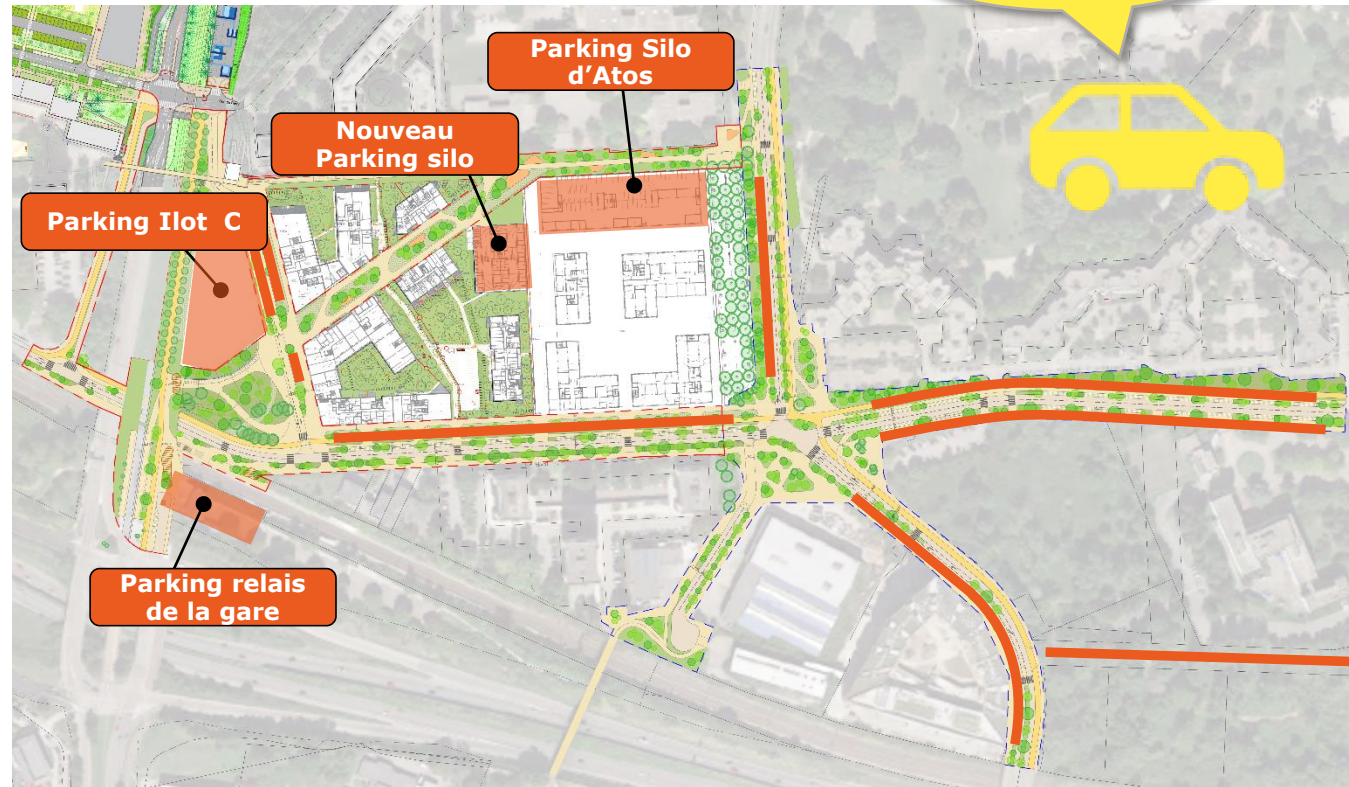 Parking Silo
d’Atos
Nouveau
Parking silo
Parking Ilot C
Parking relais
de la gare